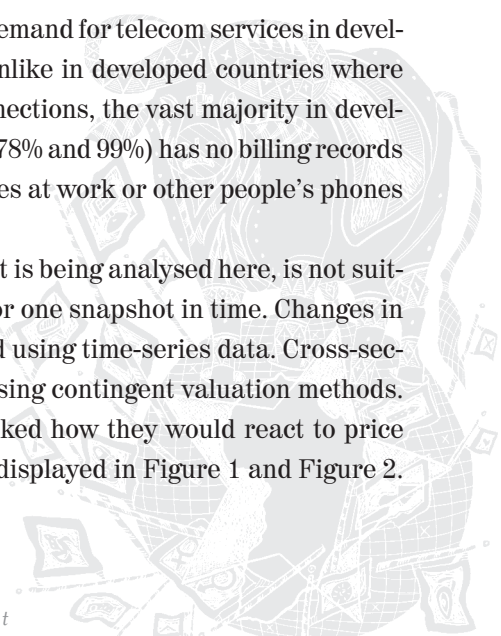 emand for telecom services in devel-
nlike in developed countries where
nections, the vast majority in devel-
78% and 99%) has no billing records
es at work or other people's phones
t is being analysed here, is not suit-
or one snapshot in time. Changes in
d using time-series data. Cross-sec-
sing contingent valuation methods.
ked how they would react to price
displayed in Figure 1 and Figure 2.
t